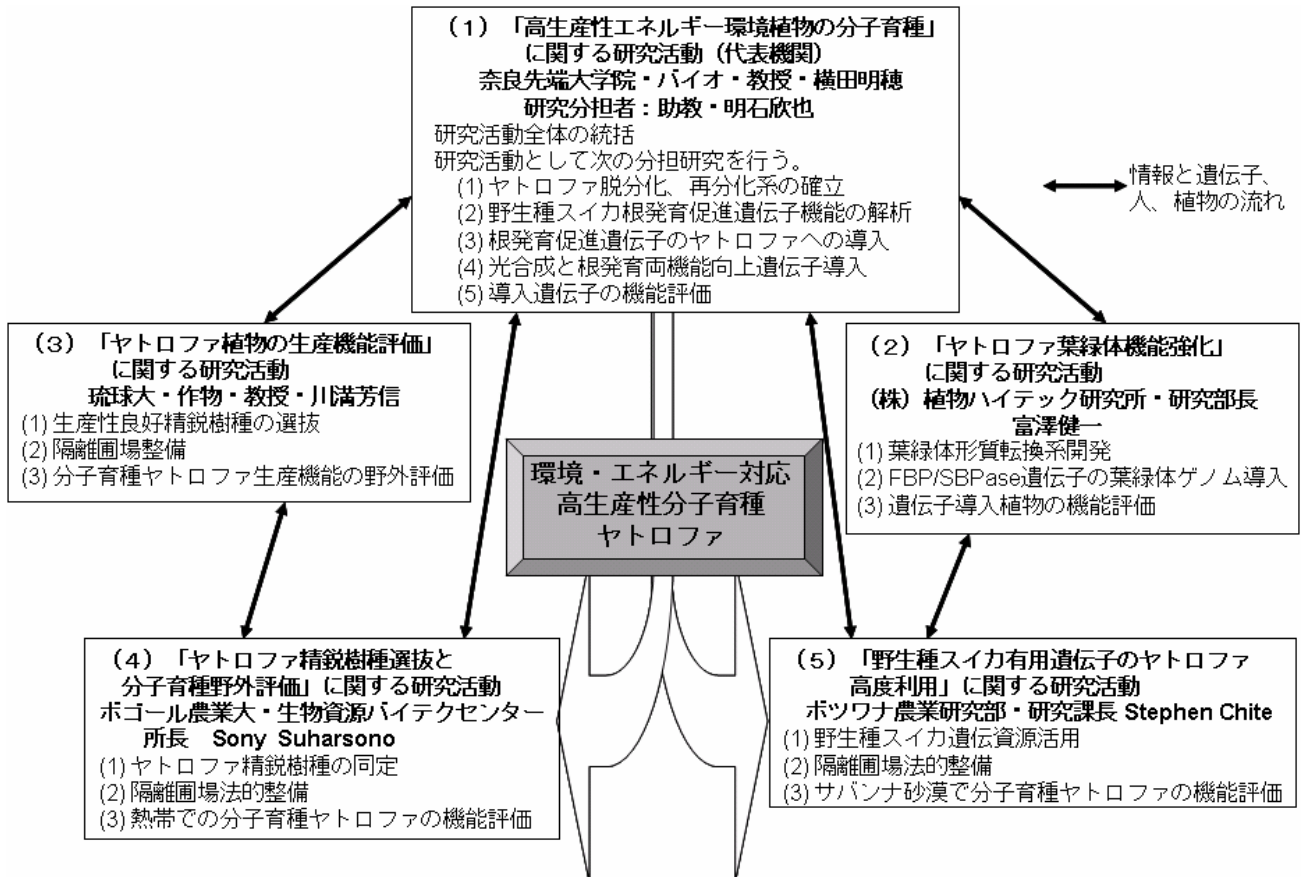 （1）「高生産性エネルギー環境植物の分子育種」
に関する研究活動（代表機関）
奈良先端大学院・バイオ・教授・横田明穂
研究分担者：助教・明石欣也
研究活動全体の統括
研究活動として次の分担研究を行う。
(1) ヤトロファ脱分化、再分化系の確立
(2) 野生種スイカ根発育促進遺伝子機能の解析
(3) 根発育促進遺伝子のヤトロファへの導入
(4) 光合成と根発育両機能向上遺伝子導入
(5) 導入遺伝子の機能評価
情報と遺伝子、
人、植物の流れ
（3）「ヤトロファ植物の生産機能評価」
に関する研究活動
琉球大・作物・教授・川満芳信
(1) 生産性良好精鋭樹種の選抜
(2) 隔離圃場整備
(3) 分子育種ヤトロファ生産機能の野外評価
（2）「ヤトロファ葉緑体機能強化」
に関する研究活動
（株）植物ハイテック研究所・研究部長
富澤健一
(1) 葉緑体形質転換系開発
(2) FBP/SBPase遺伝子の葉緑体ゲノム導入
(3) 遺伝子導入植物の機能評価
環境・エネルギー対応
高生産性分子育種
ヤトロファ
（4）「ヤトロファ精鋭樹種選抜と
分子育種野外評価」に関する研究活動
ボゴール農業大・生物資源バイテクセンター
所長　Sony Suharsono
(1) ヤトロファ精鋭樹種の同定
(2) 隔離圃場法的整備
(3) 熱帯での分子育種ヤトロファの機能評価
（5）「野生種スイカ有用遺伝子のヤトロファ
高度利用」に関する研究活動
ボツワナ農業研究部・研究課長 Stephen Chite
(1) 野生種スイカ遺伝資源活用
(2) 隔離圃場法的整備
(3) サバンナ砂漠で分子育種ヤトロファの機能評価